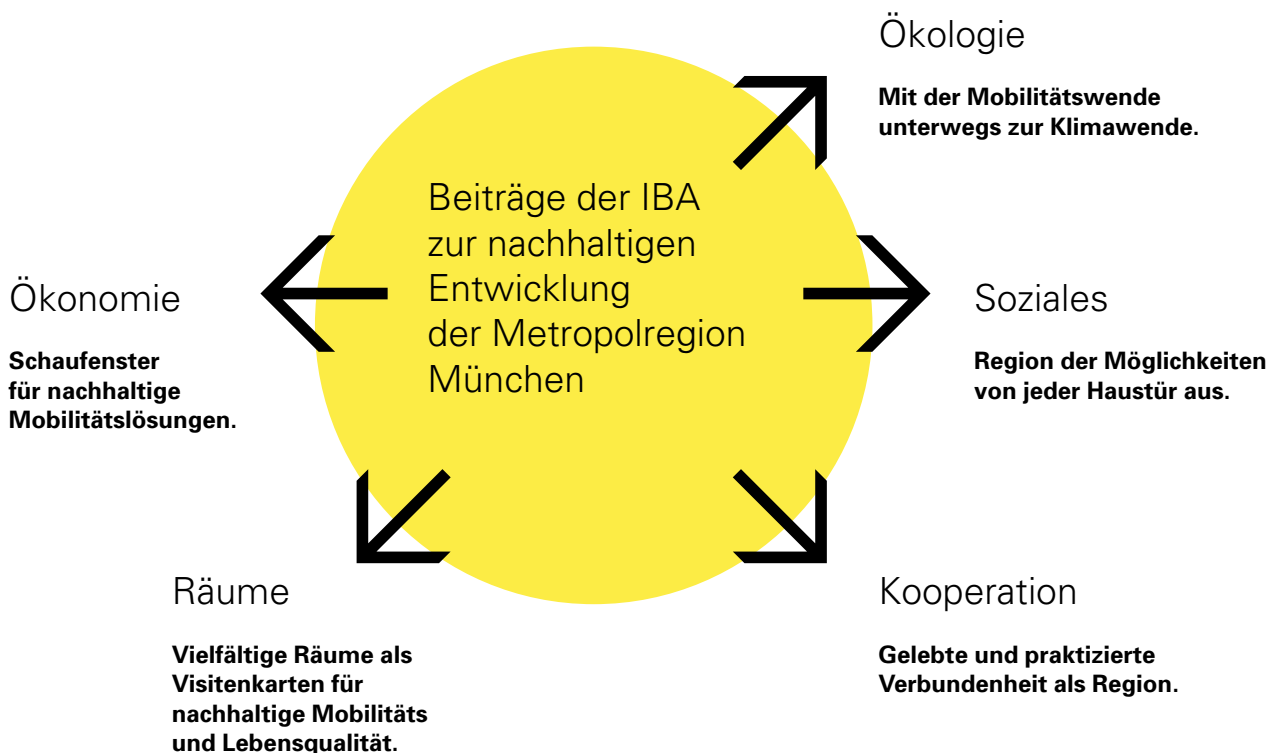 Beiträge der IBA
zur nachhaltigen
Entwicklung
der Metropolregion
München
Ökologie
Mit der Mobilitätswende
unterwegs zur Klimawende.
Soziales
Region der Möglichkeiten
von jeder Haustür aus.
Kooperation
Gelebte und praktizierte
Verbundenheit als Region.
Räume
Vielfältige Räume als
Visitenkarten für
nachhaltige Mobilitäts
und Lebensqualität.
Ökonomie
Schaufenster
für nachhaltige
Mobilitätslösungen.